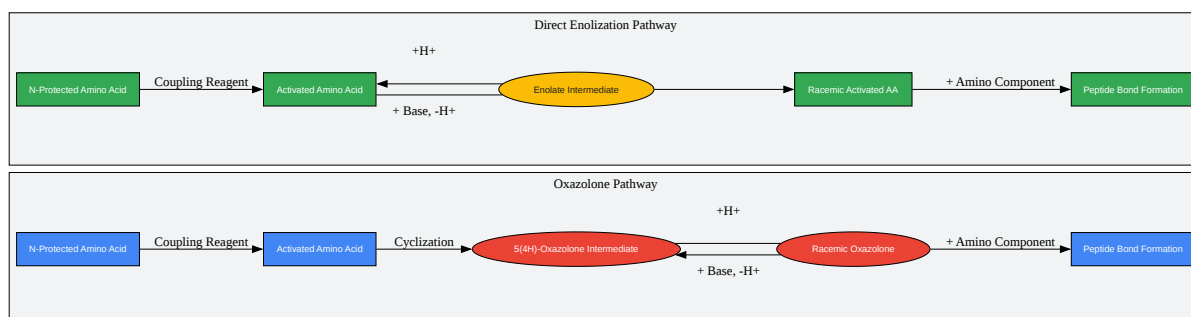 Direct Enolization Pathway
+H+
N-Protected Amino Acid
Coupling Reagent
Activated Amino Acid
+ Base, -H+
Enolate Intermediate
Racemic Activated AA
+ Amino Component
Peptide Bond Formation
Oxazolone Pathway
+H+
N-Protected Amino Acid
Coupling Reagent
Activated Amino Acid
Cyclization
5(4H)-Oxazolone Intermediate
+ Base, -H+
Racemic Oxazolone
+ Amino Component
Peptide Bond Formation